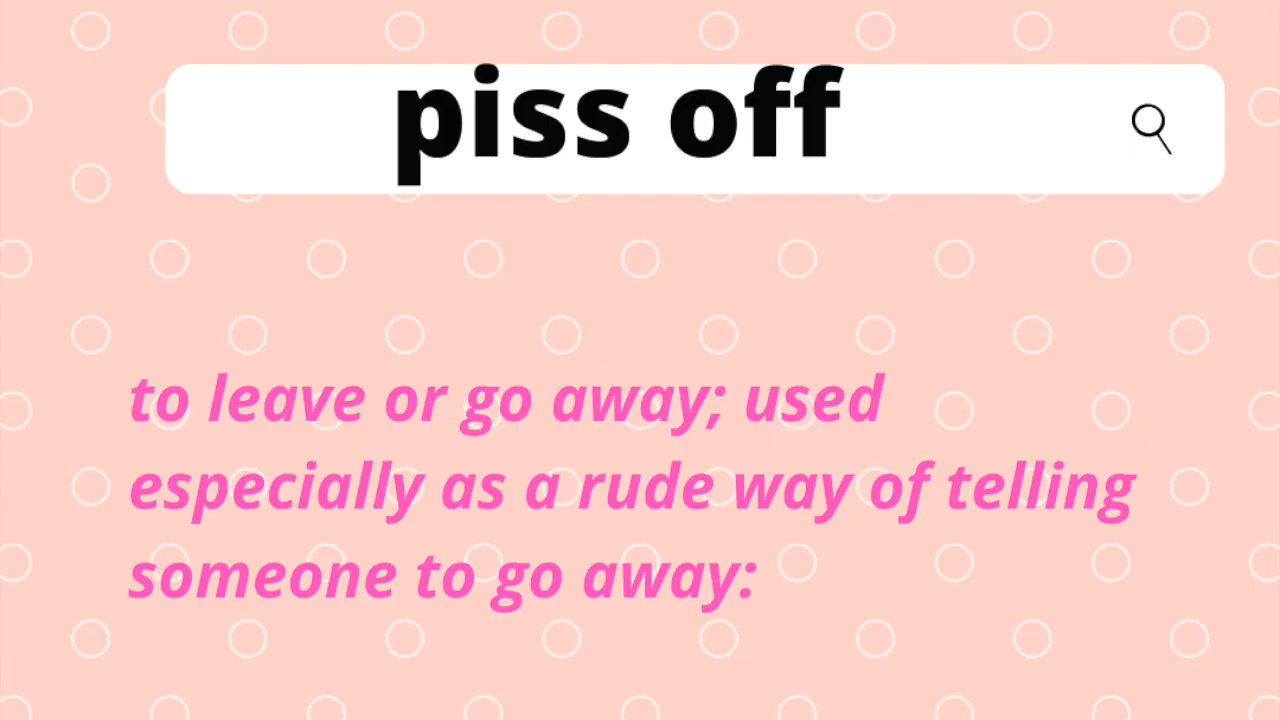 piss off
to leave or go away; used
especially as a rude way of telling
someone to go away: